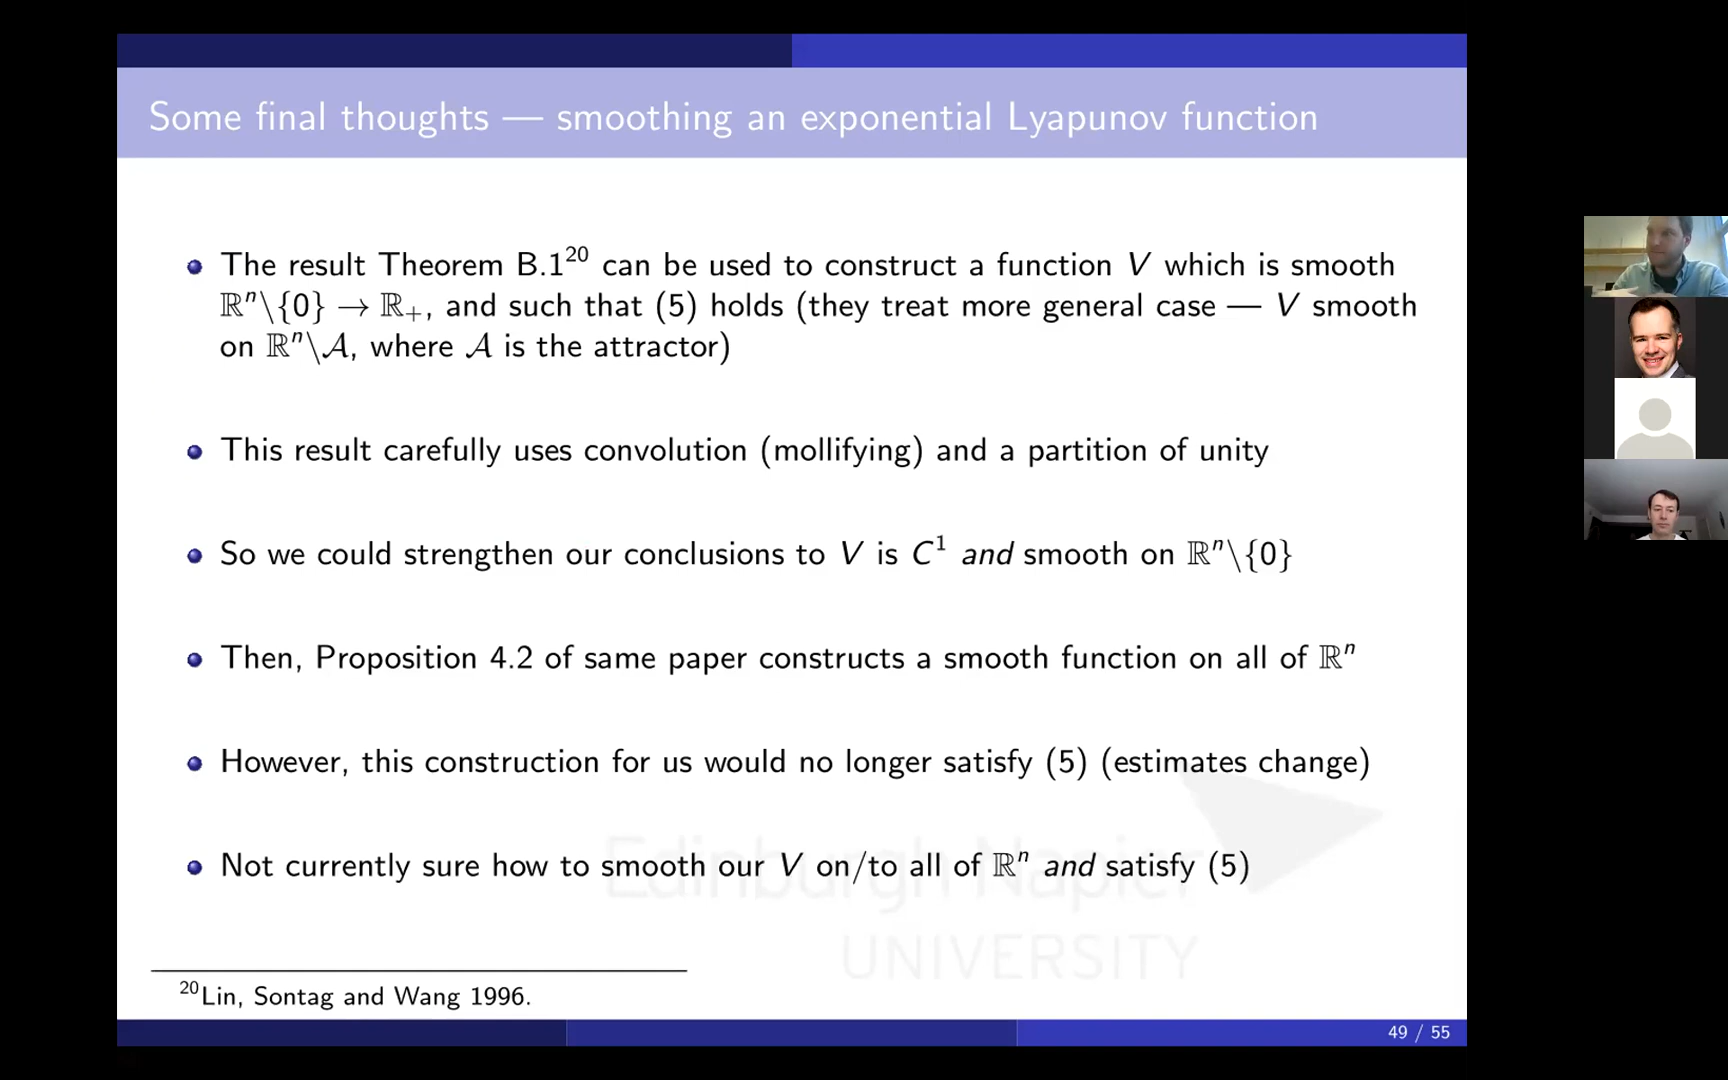 Some final thoughts — smoothing an exponential Lyapunov function
The result Theorem B.1²⁰ can be used to construct a function V which is smooth
ℝⁿ\{0} → ℝ₊, and such that (5) holds (they treat more general case — V smooth
on ℝⁿ\𝒜, where 𝒜 is the attractor)
This result carefully uses convolution (mollifying) and a partition of unity
So we could strengthen our conclusions to V is C¹ and smooth on ℝⁿ\{0}
Then, Proposition 4.2 of same paper constructs a smooth function on all of ℝⁿ
However, this construction for us would no longer satisfy (5) (estimates change)
Not currently sure how to smooth our V on/to all of ℝⁿ and satisfy (5)
Edinburgh Napier
UNIVERSITY
²⁰Lin, Sontag and Wang 1996.
49 / 55